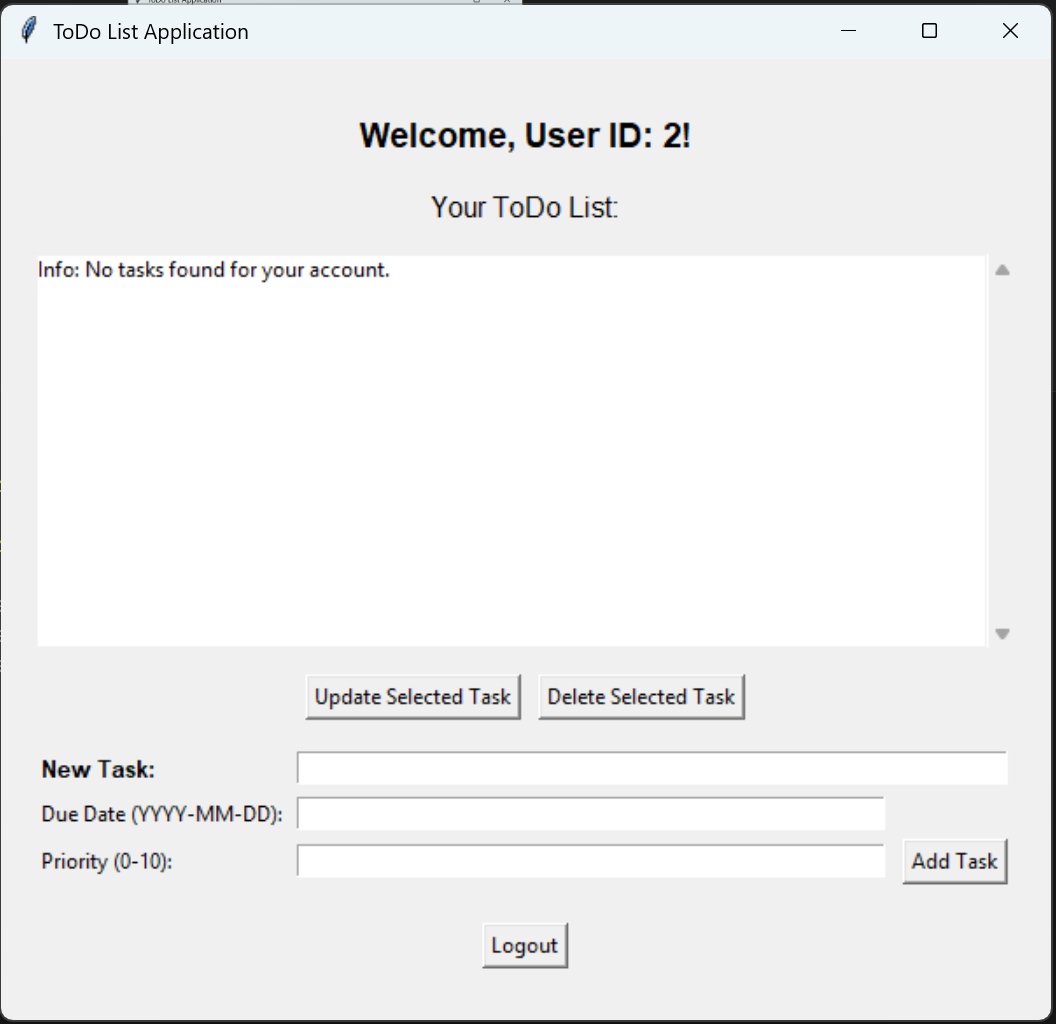 ToDo List Application
Welcome, User ID: 2!
Your ToDo List:
Info: No tasks found for your account.
Update Selected Task Delete Selected Task
New Task:
Due Date (YYYY-MM-DD):
Priority (0-10): Add Task
Logout